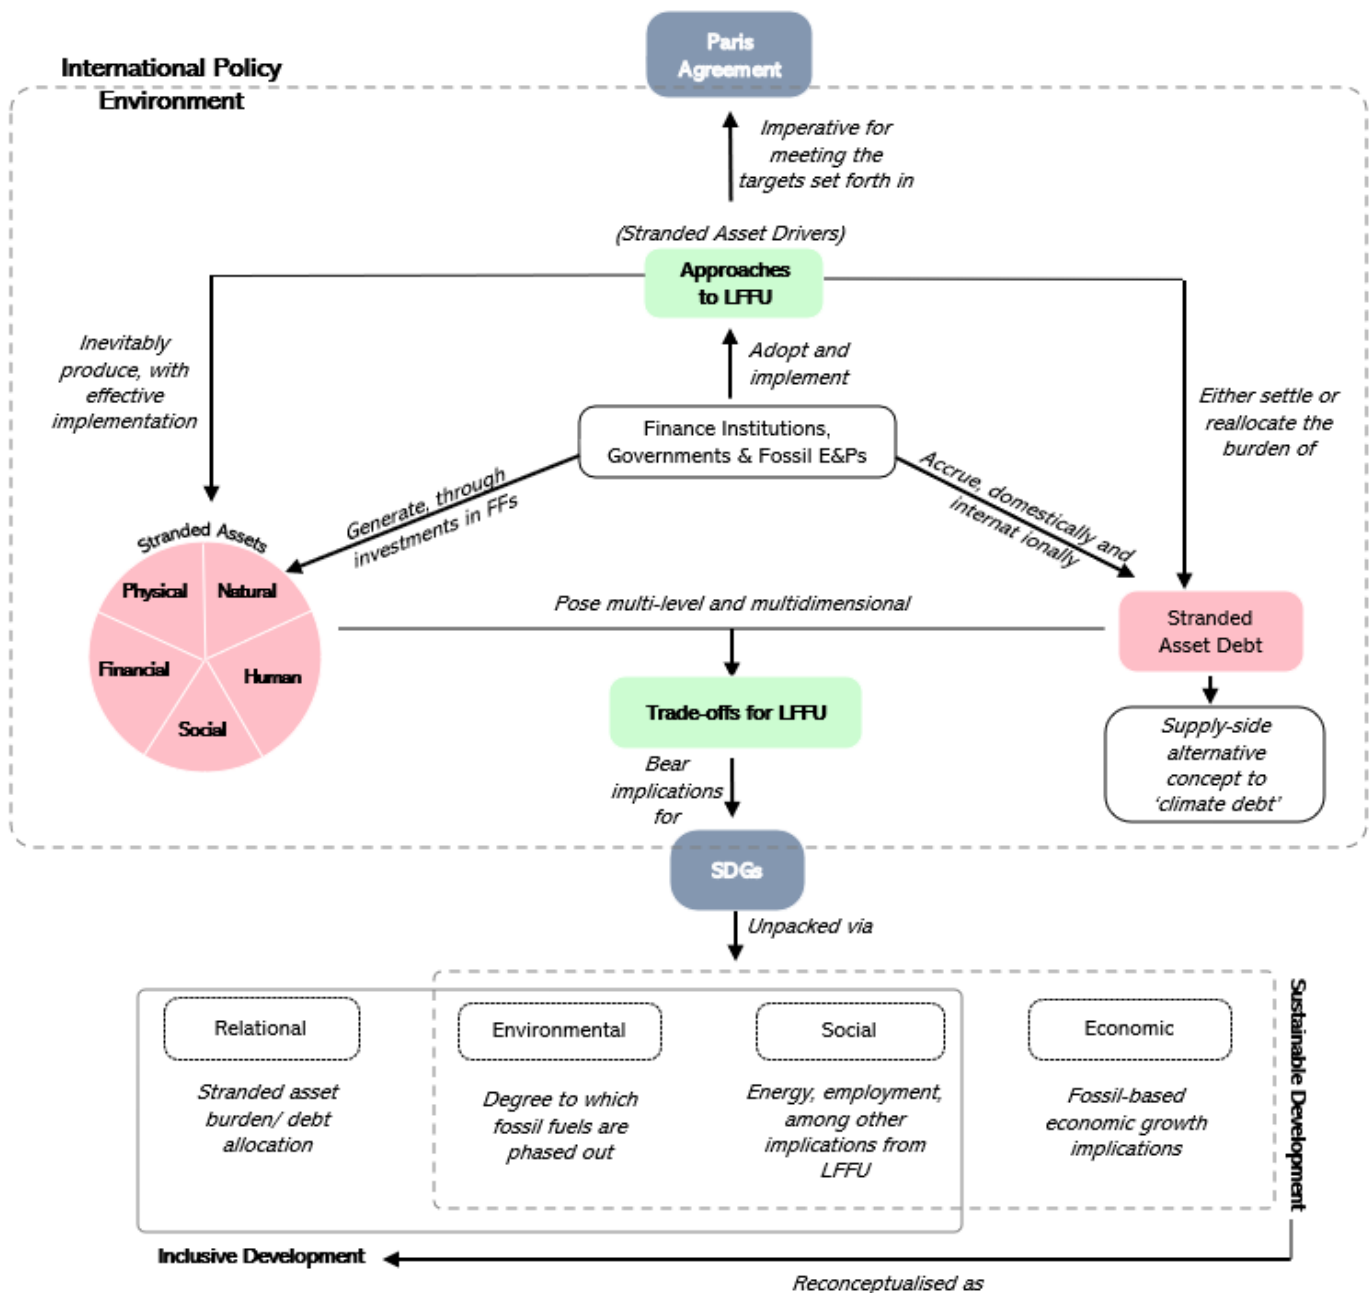 Paris
Agreement
International Policy
Environment
Imperative for
meeting the
targets set forth in
(Stranded Asset Drivers)
Approaches
to LFFU
Inevitably
produce, with
effective
implementation
Adopt and
implement
Either settle or
reallocate the
burden of
Finance Institutions,
Governments & Fossil E&Ps
Generate, through
investments in FFs
Accrue, domestically and
internat ionally
Stranded Assets
Physical
Natural
Financial
Human
Social
Pose multi-level and multidimensional
Stranded
Asset Debt
Trade-offs for LFFU
Supply-side
alternative
concept to
‘climate debt’
Bear
implications
for
SDGs
Unpacked via
Relational
Environmental
Social
Economic
Stranded asset
burden/ debt
allocation
Degree to which
fossil fuels are
phased out
Energy, employment,
among other
implications from
LFFU
Fossil-based
economic growth
implications
Sustainable Development
Inclusive Development
Reconceptualised as